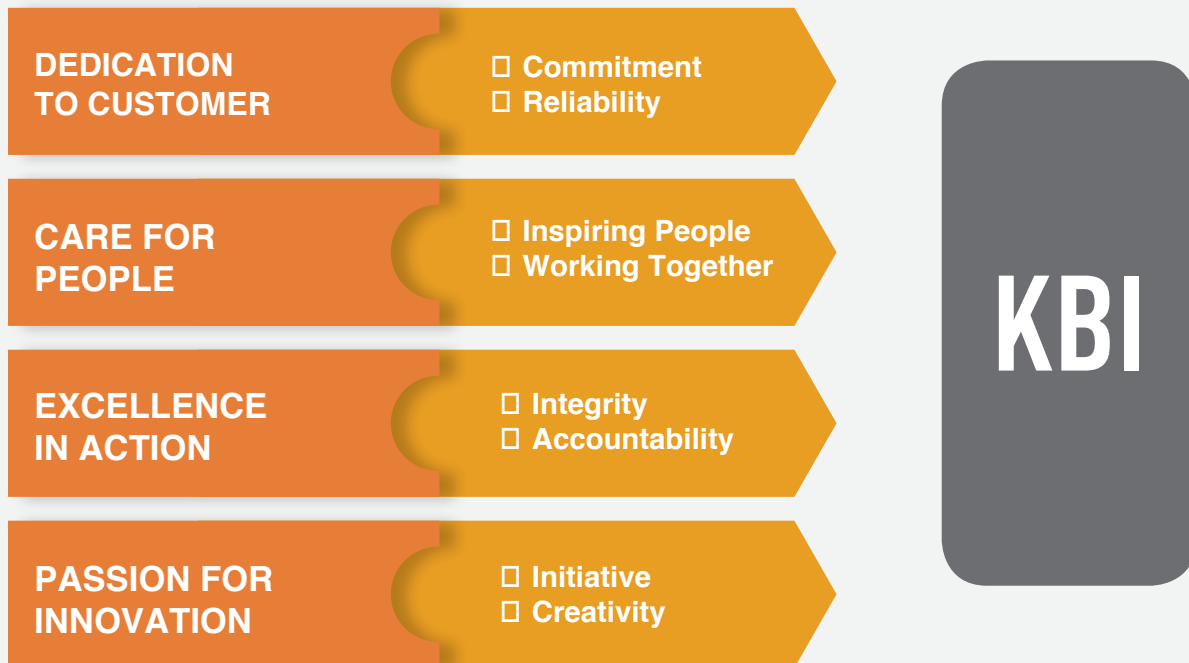 DEDICATION
TO CUSTOMER
☐ Commitment
☐ Reliability
CARE FOR
PEOPLE
☐ Inspiring People
☐ Working Together
EXCELLENCE
IN ACTION
☐ Integrity
☐ Accountability
PASSION FOR
INNOVATION
☐ Initiative
☐ Creativity
KBI